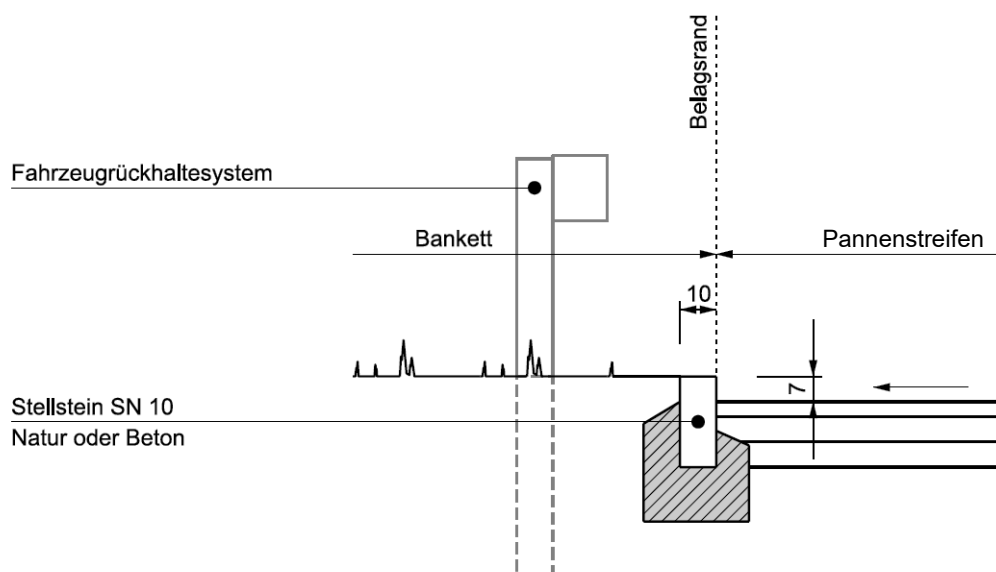 Belagsrand
Fahrzeugrückhaltesystem
Bankett
Pannenstreifen
10
7
Stellstein SN 10
Natur oder Beton